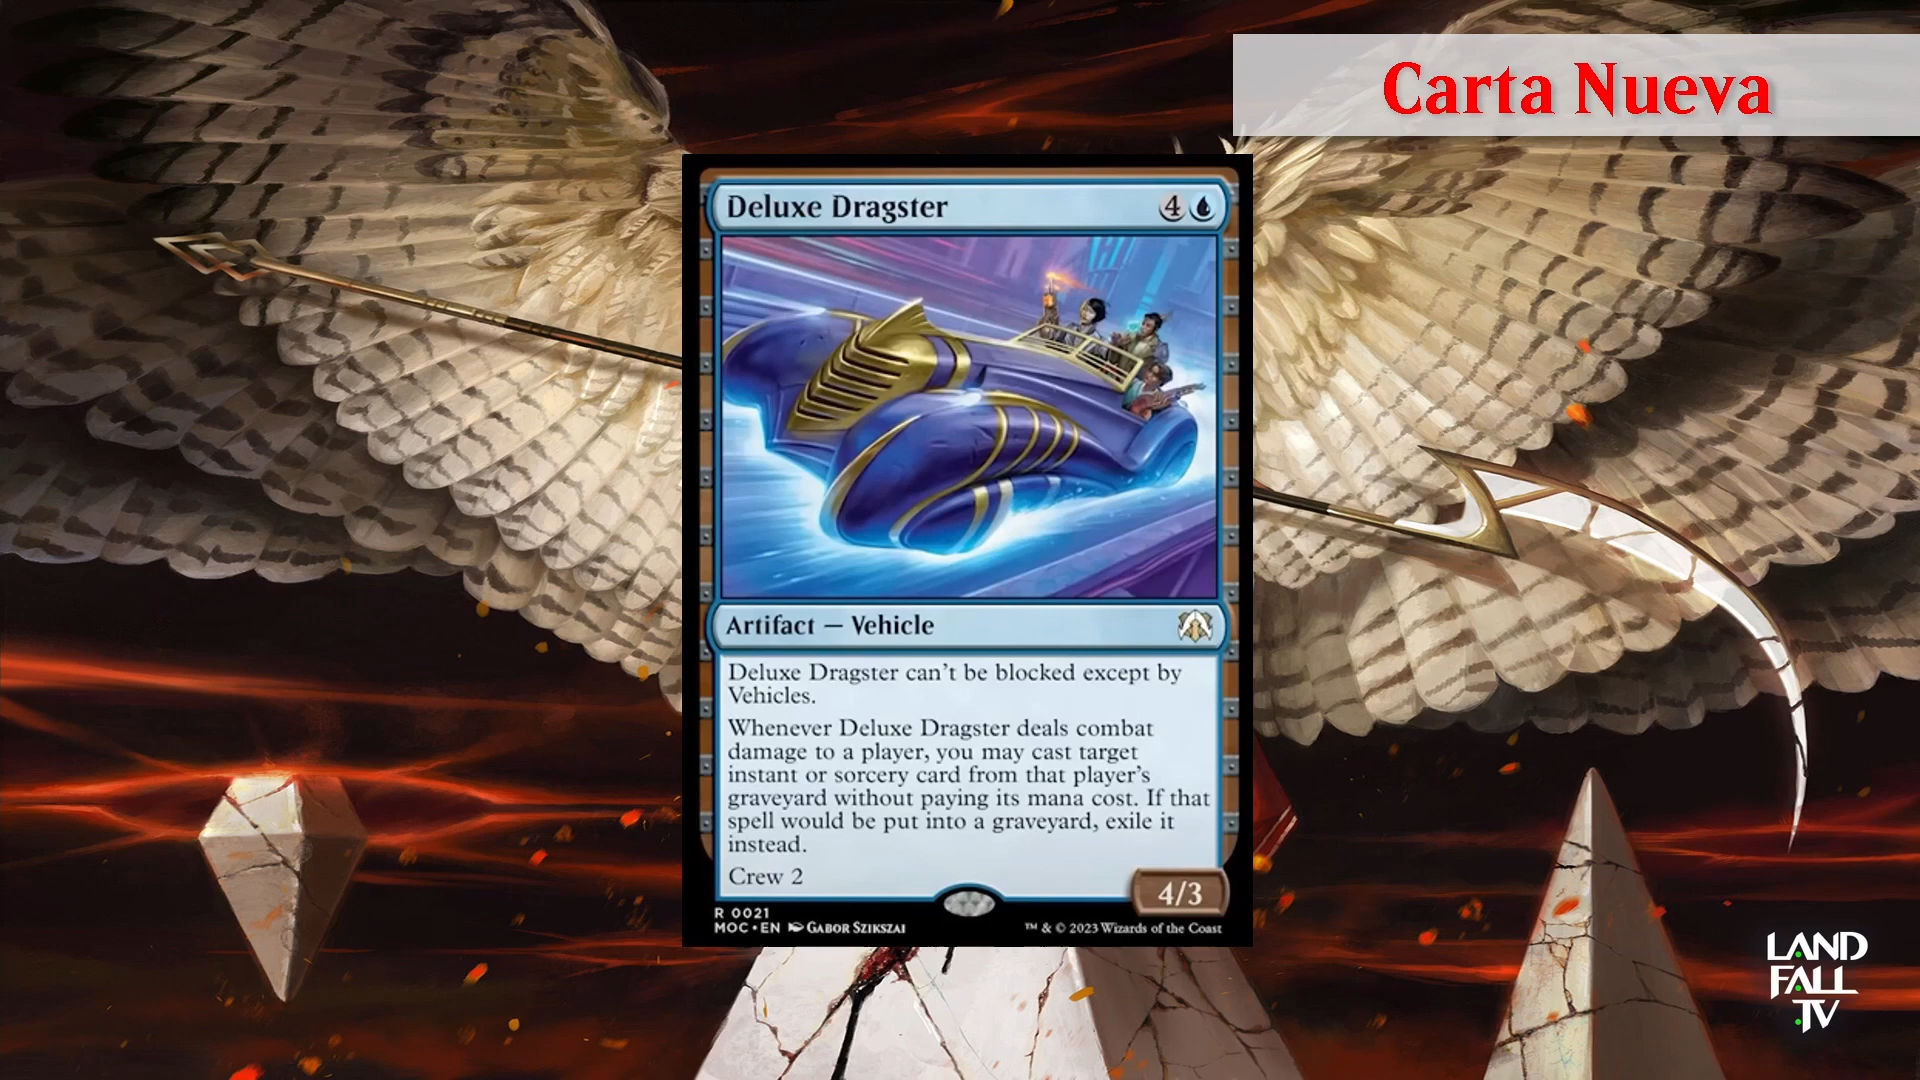 Carta Nueva
Deluxe Dragster 4
Artifact — Vehicle
Deluxe Dragster can't be blocked except by
Vehicles.
Whenever Deluxe Dragster deals combat
damage to a player, you may cast target
instant or sorcery card from that player's
graveyard without paying its mana cost. If that
spell would be put into a graveyard, exile it
instead.
Crew 2
4/3
R 0021
MOC • EN Gabor Szikszai
™ & © 2023 Wizards of the Coast
LAND
FALL
.TV